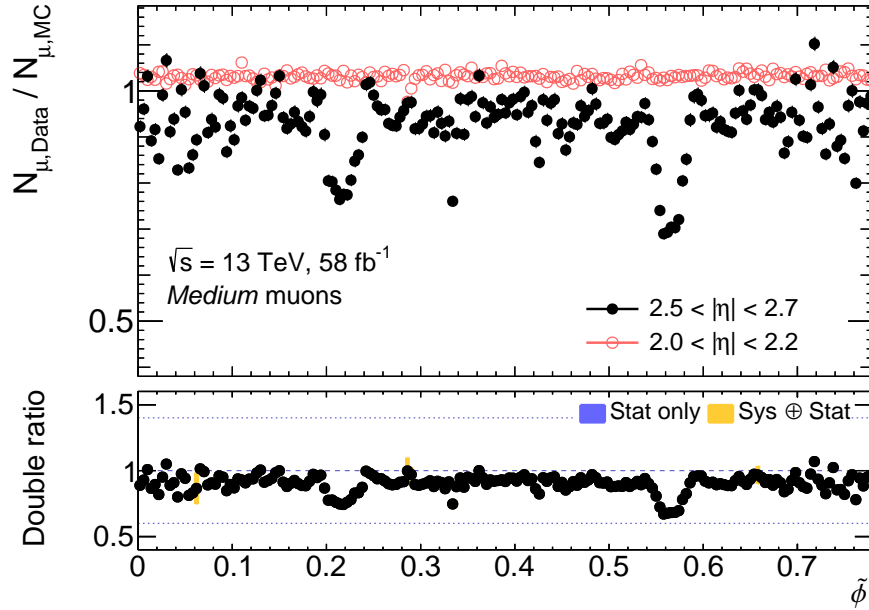 N_μ,Data / N_μ,MC
1
0.5
√s = 13 TeV, 58 fb⁻¹
Medium muons
2.5 < |η| < 2.7
2.0 < |η| < 2.2
Double ratio
1.5
1
0.5
Stat only
Sys ⊕ Stat
0 0.1 0.2 0.3 0.4 0.5 0.6 0.7
φ̃